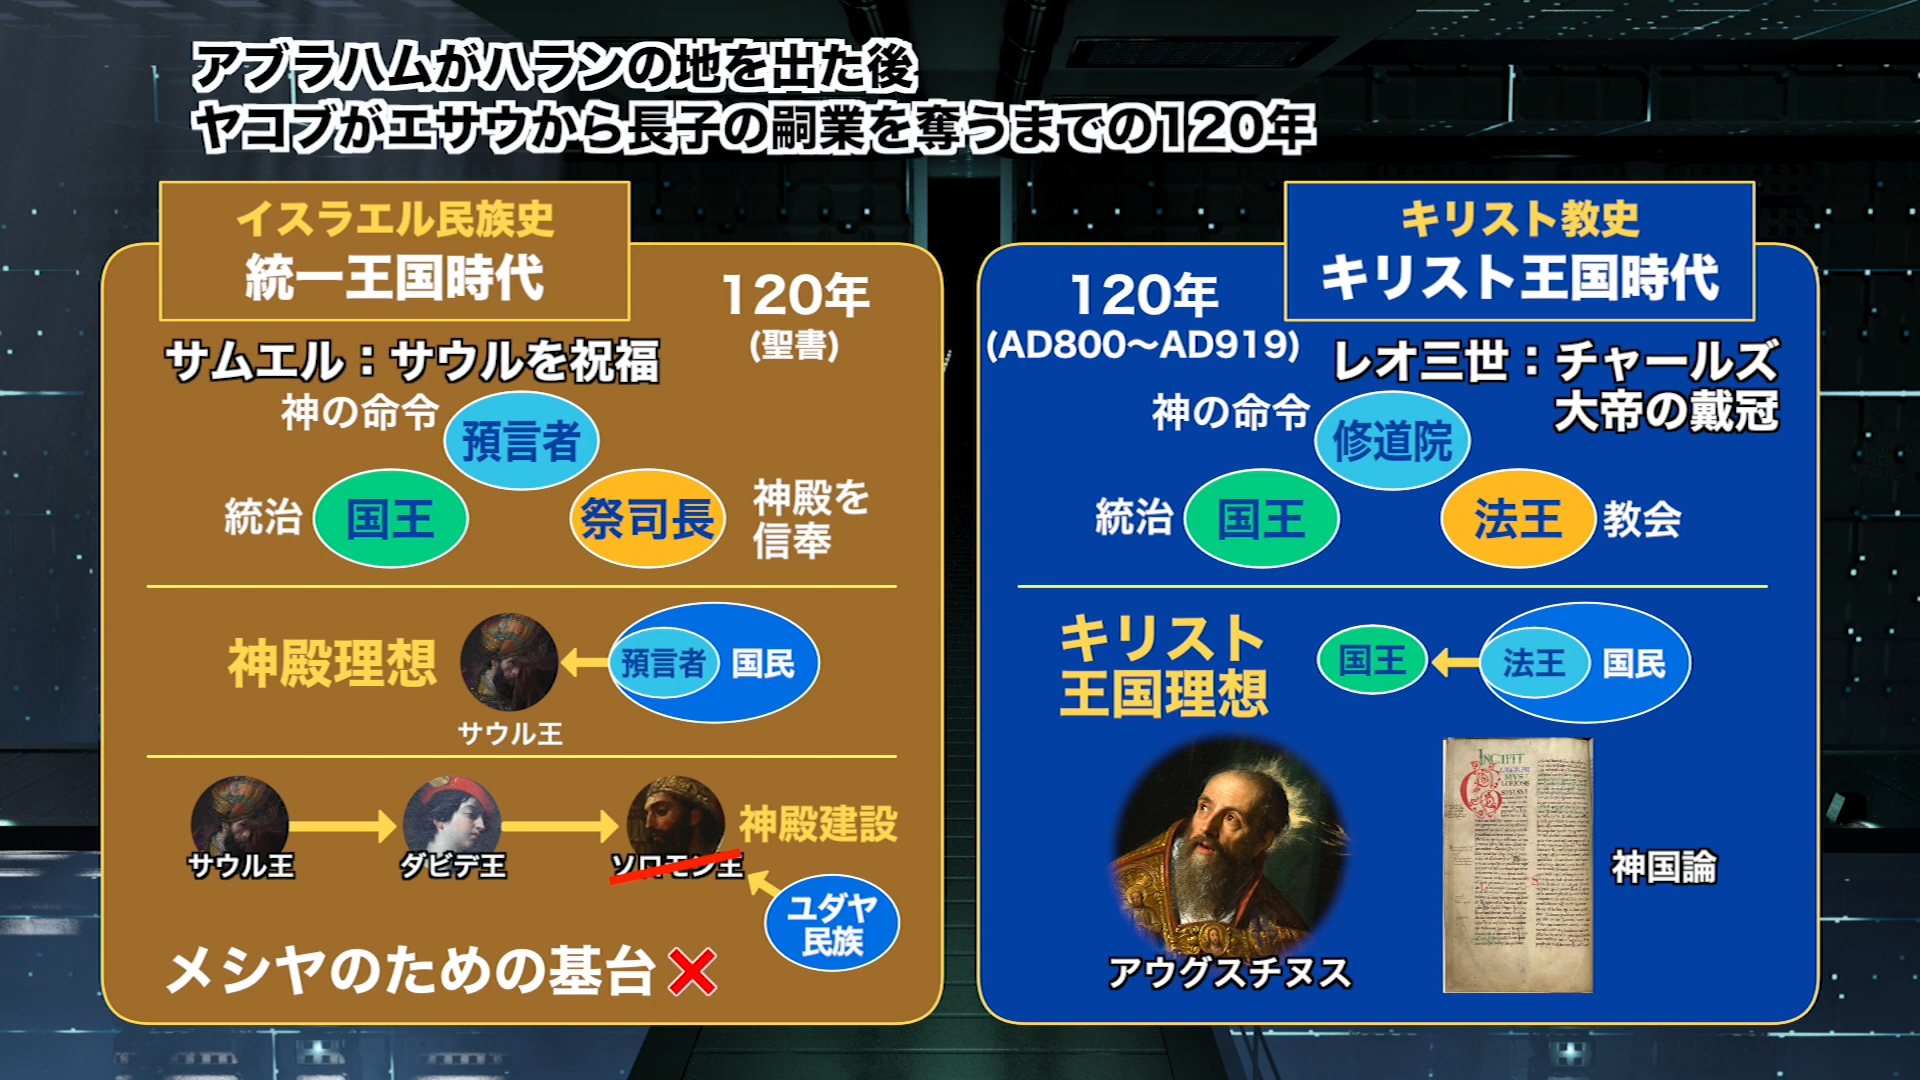 アブラハムがハランの地を出た後
ヤコブがエサウから長子の嗣業を奪うまでの120年
イスラエル民族史
統一王国時代
120年
(聖書)
サムエル：サウルを祝福
神の命令
預言者
統治
国王
祭司長
神殿を
信奉
神殿理想
預言者
国民
サウル王
サウル王
ダビデ王
ソロモン王
神殿建設
ユダヤ
民族
メシヤのための基台
キリスト教史
キリスト王国時代
120年
(AD800〜AD919)
レオ三世：チャールズ
大帝の戴冠
神の命令
修道院
統治
国王
法王
教会
キリスト
王国理想
国王
法王
国民
アウグスチヌス
INCIPIT
神国論